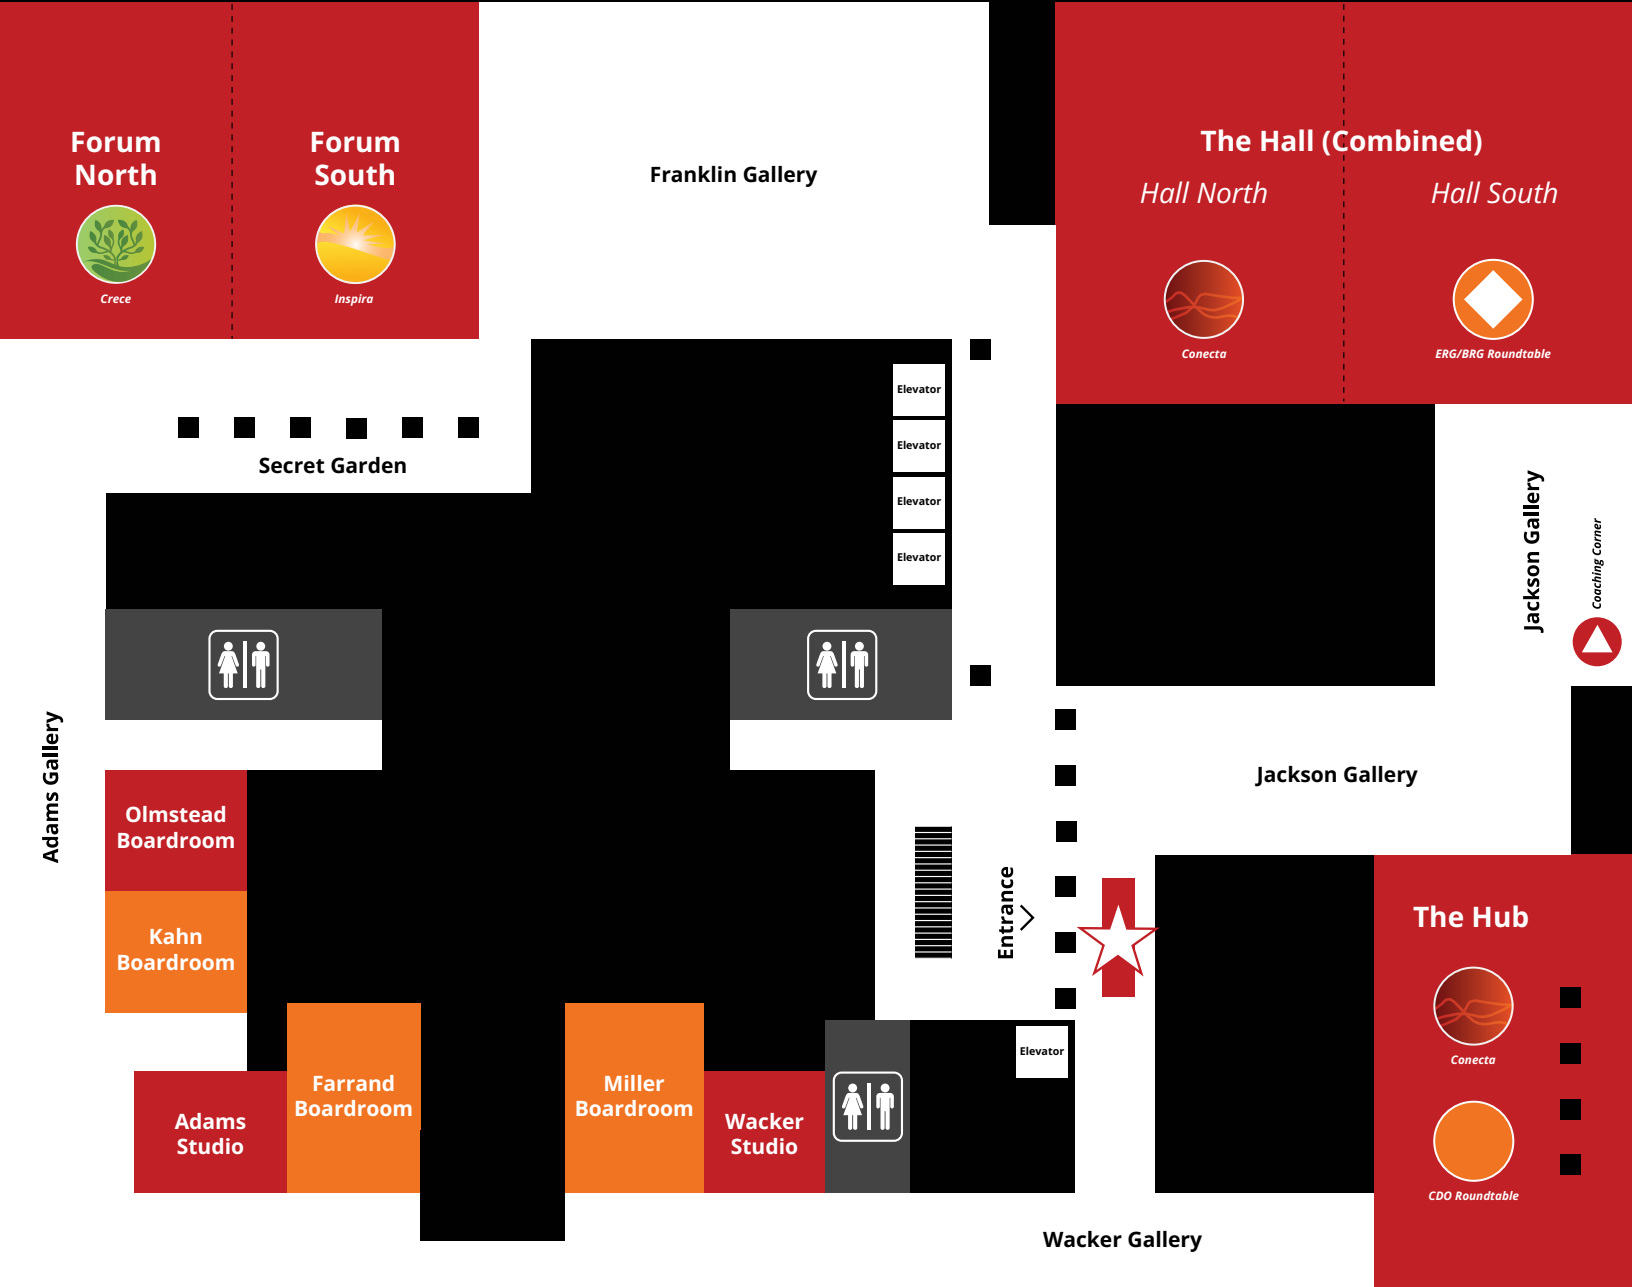 Forum
North
Crece
Forum
South
Inspira
Franklin Gallery
The Hall (Combined)
Hall North
Hall South
Conecta
ERG/BRG Roundtable
Elevator
Elevator
Elevator
Elevator
Secret Garden
Jackson Gallery
Coaching Corner
Adams Gallery
Jackson Gallery
Olmstead
Boardroom
Kahn
Boardroom
Entrance
The Hub
Conecta
CDO Roundtable
Elevator
Farrand
Boardroom
Miller
Boardroom
Adams
Studio
Wacker
Studio
Wacker Gallery